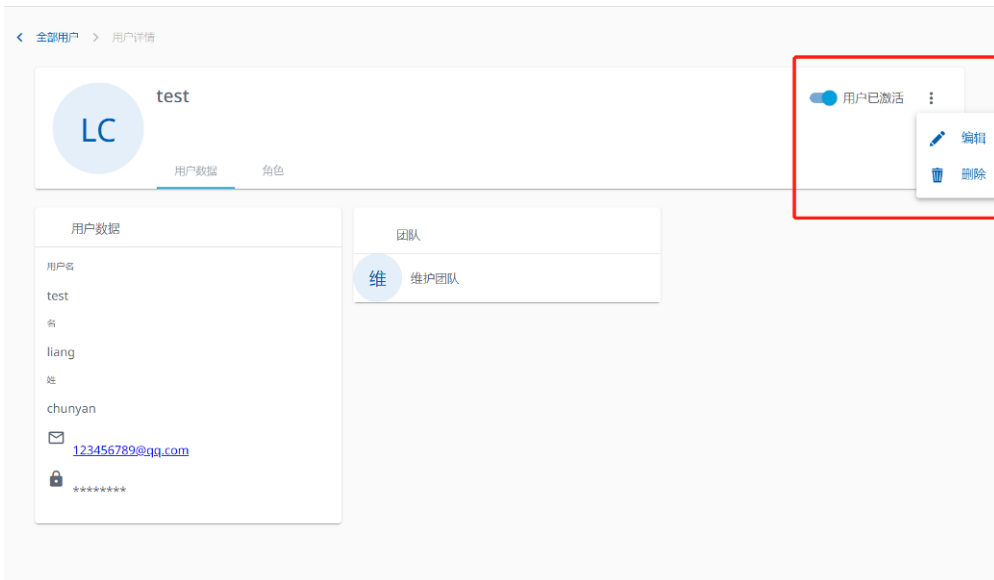 全部用户 > 用户详情
LC
test
用户已激活
编辑
删除
用户数据 角色
用户数据
用户名
test
名
liang
姓
chunyan
123456789@qq.com
********
团队
维 维护团队